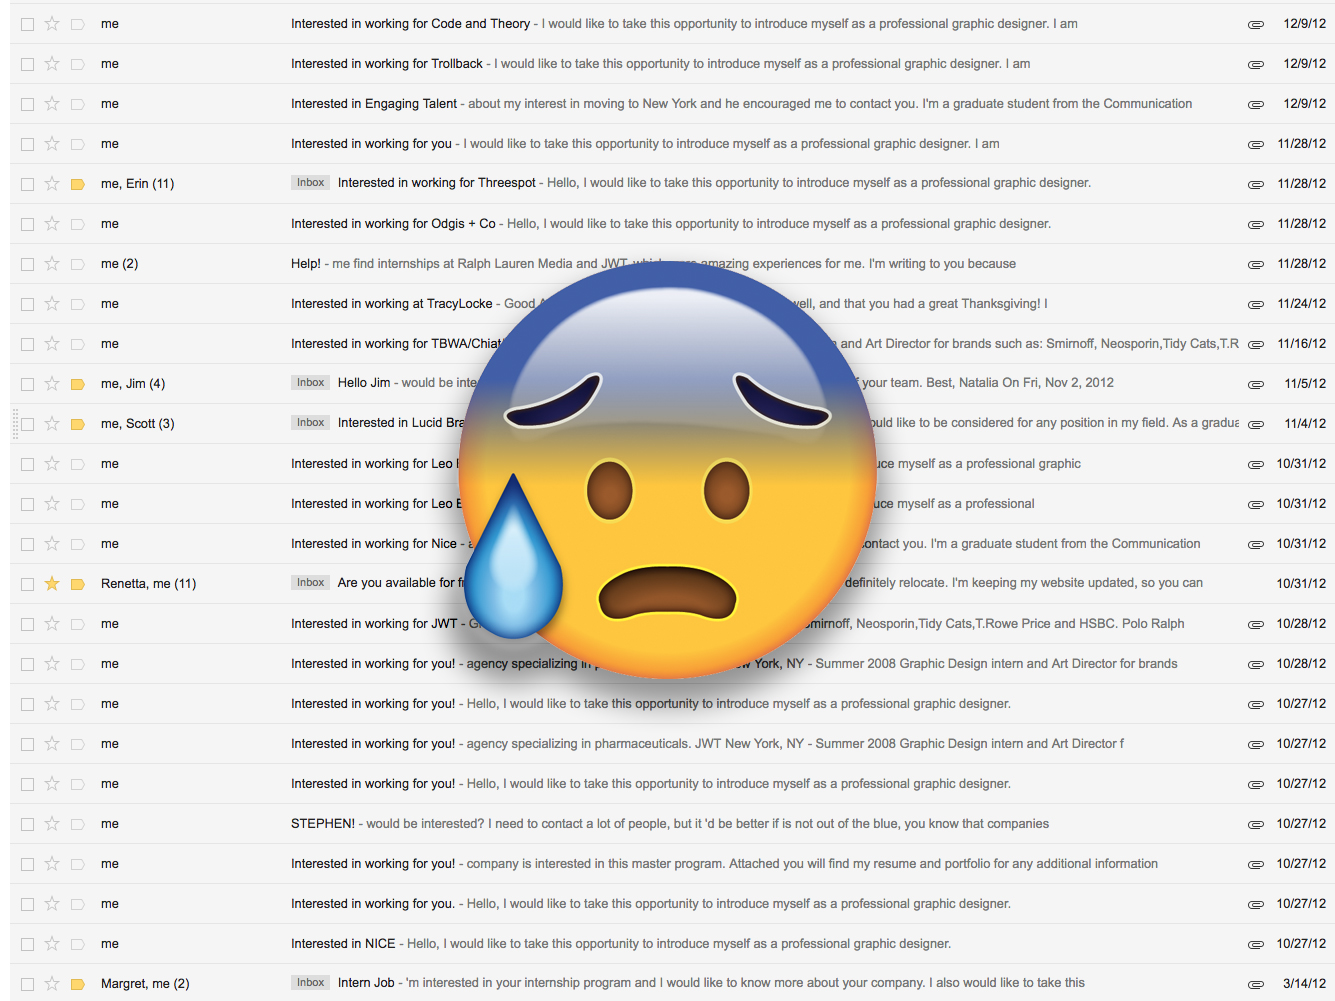 me Interested in working for Code and Theory - I would like to take this opportunity to introduce myself as a professional graphic designer. I am 12/9/12
me Interested in working for Trollback - I would like to take this opportunity to introduce myself as a professional graphic designer. I am 12/9/12
me Interested in Engaging Talent - about my interest in moving to New York and he encouraged me to contact you. I'm a graduate student from the Communication 12/9/12
me Interested in working for you - I would like to take this opportunity to introduce myself as a professional graphic designer. I am 11/28/12
me, Erin (11) Inbox Interested in working for Threespot - Hello, I would like to take this opportunity to introduce myself as a professional graphic designer. 11/28/12
me Interested in working for Odgis + Co - Hello, I would like to take this opportunity to introduce myself as a professional graphic designer. 11/28/12
me (2) Help! - me find internships at Ralph Lauren Media and JWT, amazing experiences for me. I'm writing to you because 11/28/12
me Interested in working at TracyLocke - Good well, and that you had a great Thanksgiving! I 11/24/12
me Interested in working for and Art Director for brands such as: Smirnoff, Neosporin,Tidy Cats,T.R 11/16/12
me, Jim (4) Inbox Hello Jim - would be of your team. Best, Natalia On Fri, Nov 2, 2012 11/5/12
me, Scott (3) Inbox Interested in Lucid like to be considered for any position in my field. As a gradua 11/4/12
me Interested in working for Leo myself as a professional graphic 10/31/12
me Interested in working for Leo myself as a professional 10/31/12
me Interested in working for Nice - contact you. I'm a graduate student from the Communication 10/31/12
Renetta, me (11) Inbox Are you available for definitely relocate. I'm keeping my website updated, so you can 10/31/12
me Interested in working for JWT - Smirnoff, Neosporin,Tidy Cats,T.Rowe Price and HSBC. Polo Ralph 10/28/12
me Interested in working for you! - agency specializing in York, NY - Summer 2008 Graphic Design intern and Art Director for brands 10/28/12
me Interested in working for you! - Hello, I would like to take this opportunity to introduce myself as a professional graphic designer. 10/27/12
me Interested in working for you! - agency specializing in pharmaceuticals. JWT New York, NY - Summer 2008 Graphic Design intern and Art Director f 10/27/12
me Interested in working for you! - Hello, I would like to take this opportunity to introduce myself as a professional graphic designer. 10/27/12
me STEPHEN! - would be interested? I need to contact a lot of people, but it 'd be better if is not out of the blue, you know that companies 10/27/12
me Interested in working for you! - company is interested in this master program. Attached you will find my resume and portfolio for any additional information 10/27/12
me Interested in working for you. - Hello, I would like to take this opportunity to introduce myself as a professional graphic designer. 10/27/12
me Interested in NICE - Hello, I would like to take this opportunity to introduce myself as a professional graphic designer. 10/27/12
Margret, me (2) Inbox Intern Job - 'm interested in your internship program and I would like to know more about your company. I also would like to take this 3/14/12